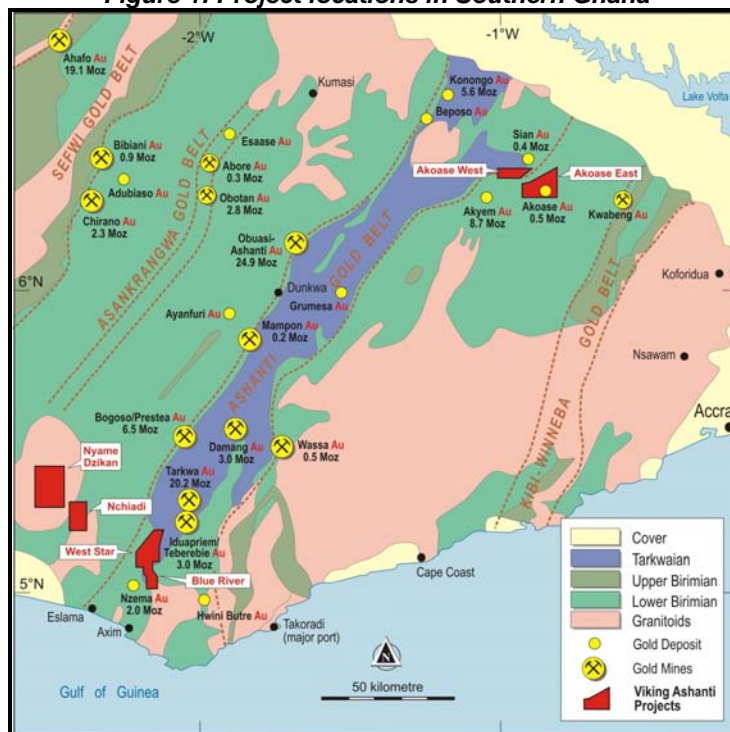 Figure 1. Project locations in Southern Ghana
-2°W
-1°W
Ahafo Au
19.1 Moz
Kumasi
Konongo Au
5.6 Moz
Lake Volta
SEFWI GOLD BELT
Beposo Au
Bibiani Au
0.9 Moz
Esaase Au
Sian Au
0.4 Moz
Abore Au
0.3 Moz
Akoase West
Akoase East
Adubiaso Au
Obotan Au
2.8 Moz
Akyem Au
8.7 Moz
Akoase Au
0.5 Moz
Kwabeng Au
Chirano Au
2.3 Moz
ASANKRANGWA GOLD BELT
Obuasi-
Ashanti Au
24.9 Moz
6°N
Dunkwa
Grumesa Au
Koforidua
Ayanfuri Au
Mampon Au
0.2 Moz
ASHANTI GOLD BELT
Nsawam
Accra
Bogoso/Prestea Au
6.5 Moz
Damang Au
3.0 Moz
Wassa Au
0.5 Moz
KIBI-WINNEBA GOLD BELT
Nyame
Dzikan
Tarkwa Au
20.2 Moz
Nchiadi
Iduapriem/
Teberebie Au
3.0 Moz
West Star
Blue River
5°N
Cape Coast
Nzema Au
2.0 Moz
Hwini Butre Au
Eslama
Axim
Takoradi
(major port)
Gulf of Guinea
N
50 kilometre
Cover
Tarkwaian
Upper Birimian
Lower Birimian
Granitoids
Gold Deposit
Gold Mines
Viking Ashanti
Projects